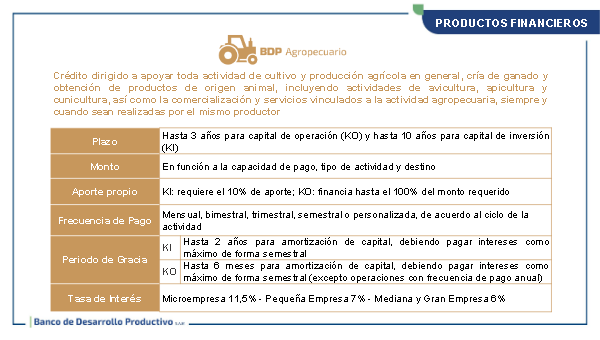 PRODUCTOS FINANCIEROS
BDP Agropecuario
Crédito dirigido a apoyar toda actividad de cultivo y producción agrícola en general, cría de ganado y
obtención de productos de origen animal, incluyendo actividades de avicultura, apicultura y
cunicultura, así como la comercialización y servicios vinculados a la actividad agropecuaria, siempre y
cuando sean realizadas por el mismo productor
Plazo
Hasta 3 años para capital de operación (KO) y hasta 10 años para capital de inversión
(KI)
Monto
En función a la capacidad de pago, tipo de actividad y destino
Aporte propio
KI: requiere el 10% de aporte; KO: financia hasta el 100% del monto requerido
Frecuencia de Pago
Mensual, bimestral, trimestral, semestral o personalizada, de acuerdo al ciclo de la
actividad
Periodo de Gracia
KI
Hasta 2 años para amortización de capital, debiendo pagar intereses como
máximo de forma semestral
KO
Hasta 6 meses para amortización de capital, debiendo pagar intereses como
máximo de forma semestral (excepto operaciones con frecuencia de pago anual)
Tasa de Interés
Microempresa 11,5% - Pequeña Empresa 7% - Mediana y Gran Empresa 6%
Banco de Desarrollo Productivo S.A.M.